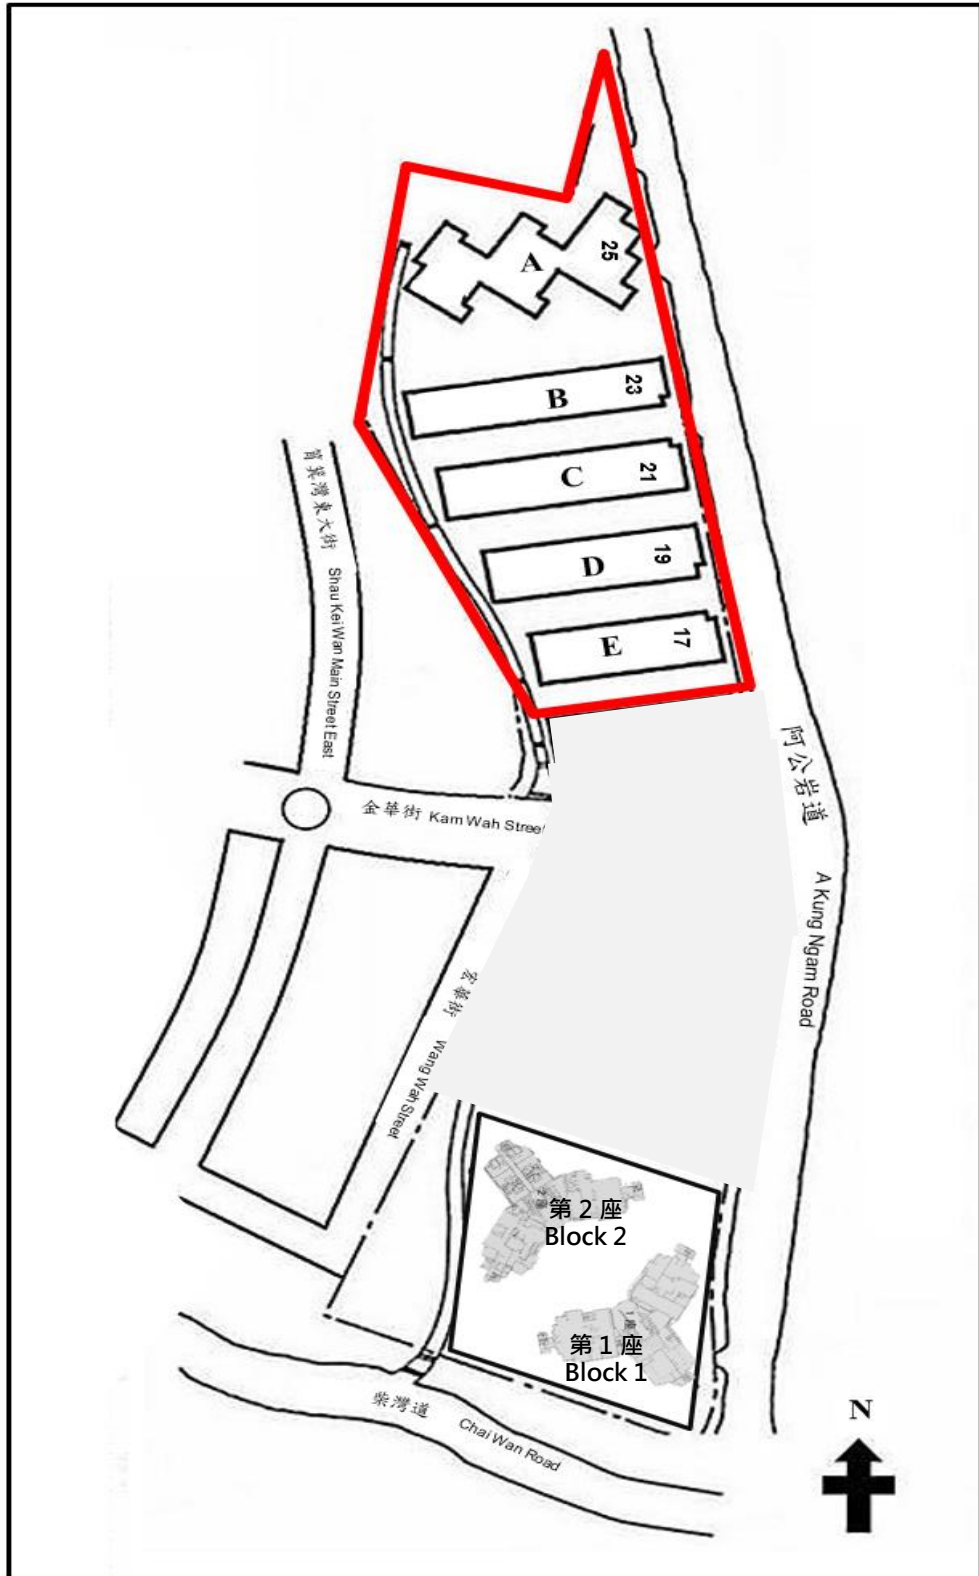 25
A
23
B
21
C
19
D
17
E
筲箕灣東大街 Shau Kei Wan Main Street East
阿公岩道 A Kung Ngam Road
金華街 Kam Wah Street
宏華街 Wang Wah Street
第 2 座
Block 2
第 1 座
Block 1
柴灣道 Chai Wan Road
N